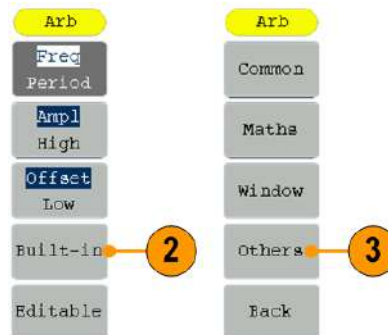 Arb
Freq
Period
Ampl
High
Offset
Low
Built-in
2
Editable
Arb
Common
Maths
Window
Others
3
Back